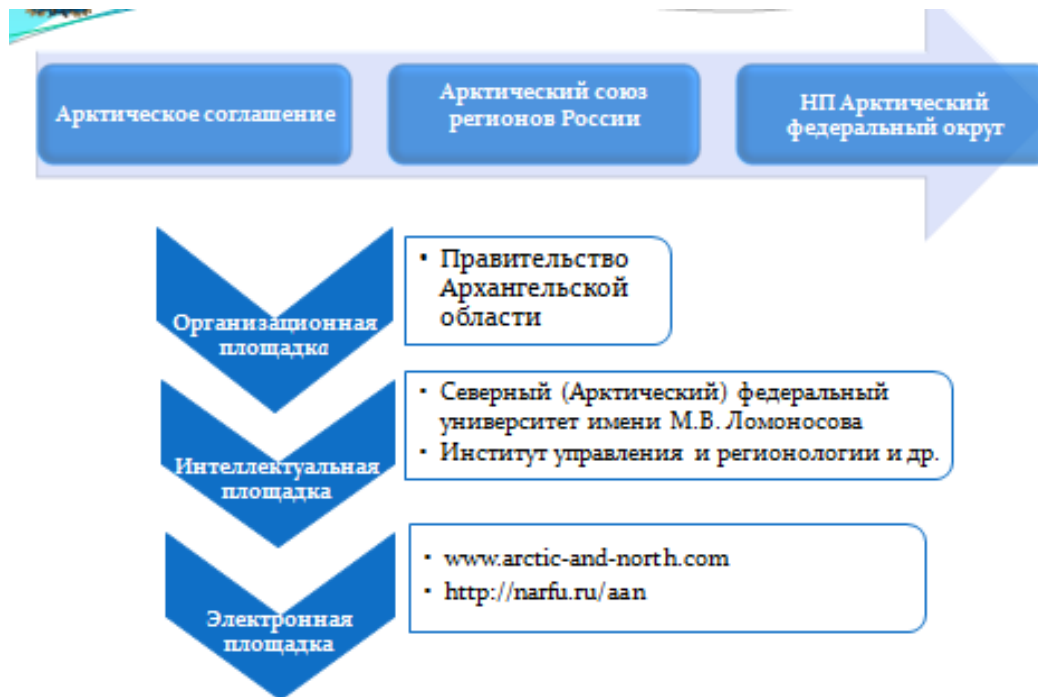 Арктическое соглашение
Арктический союз
регионов России
НП Арктический
федеральный округ
Организационная
площадка
• Правительство
Архангельской
области
Интеллектуальная
площадка
• Северный (Арктический) федеральный
университет имени М.В. Ломоносова
• Институт управления и регионологии и др.
Электронная
площадка
• www.arctic-and-north.com
• http://narfu.ru/aan